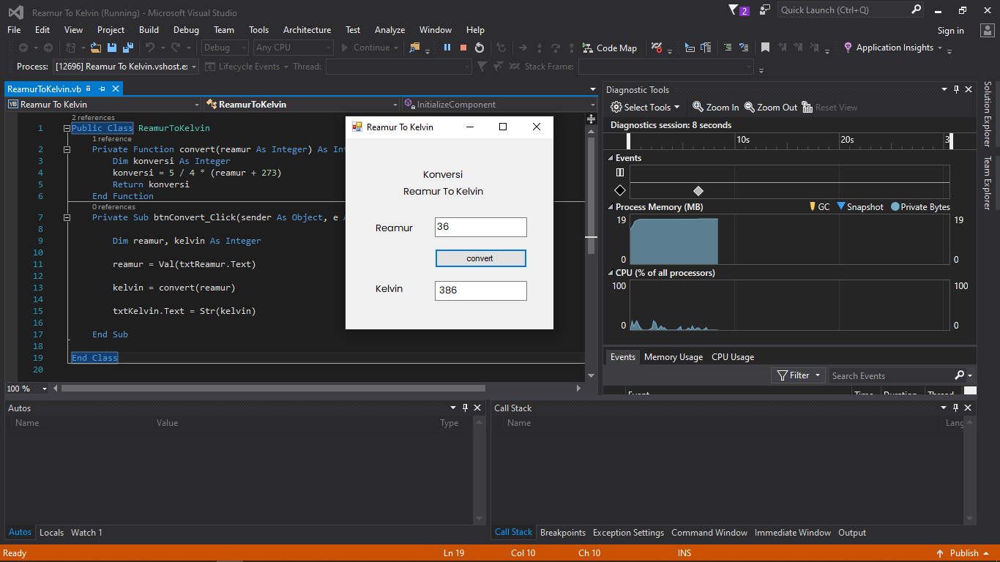 Reamur To Kelvin (Running) - Microsoft Visual Studio
2
Quick Launch (Ctrl+Q)
File Edit View Project Build Debug Team Tools Architecture Test Analyze Window Help
Sign in
Debug Any CPU Continue Code Map Application Insights
Process: [12696] Reamur To Kelvin.vshost.e Lifecycle Events Thread: Stack Frame:
ReamurToKelvin.vb
VB Reamur To Kelvin ReamurToKelvin InitializeComponent
2 references
1 Public Class ReamurToKelvin
1 reference
2 Private Function convert(reamur As Integer) As Int
3 Dim konversi As Integer
4 konversi = 5 / 4 * (reamur + 273)
5 Return konversi
6 End Function
0 references
7 Private Sub btnConvert_Click(sender As Object, e A
8
9 Dim reamur, kelvin As Integer
10
11 reamur = Val(txtReamur.Text)
12
13 kelvin = convert(reamur)
14
15 txtKelvin.Text = Str(kelvin)
16
17 End Sub
18
19 End Class
20
100 %
Reamur To Kelvin
Konversi
Reamur To Kelvin
Reamur 36
convert
Kelvin 386
Diagnostic Tools
Select Tools Zoom In Zoom Out Reset View
Diagnostics session: 8 seconds
10s 20s 3
Events
Process Memory (MB) GC Snapshot Private Bytes
19 19
0 0
CPU (% of all processors)
100 100
0 0
Events Memory Usage CPU Usage
Filter Search Events
Event Time Duration Thread
Solution Explorer
Team Explorer
Autos
Name Value Type
Autos Locals Watch 1
Call Stack
Name Lang
Call Stack Breakpoints Exception Settings Command Window Immediate Window Output
Ready Ln 19 Col 10 Ch 10 INS Publish